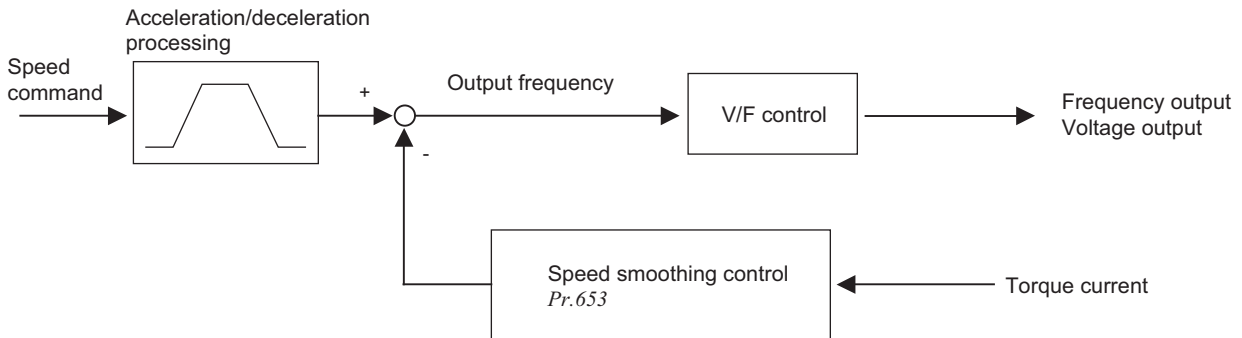 Acceleration/deceleration
processing
Speed
command
+
Output frequency
V/F control
Frequency output
Voltage output
-
Speed smoothing control
Pr.653
Torque current